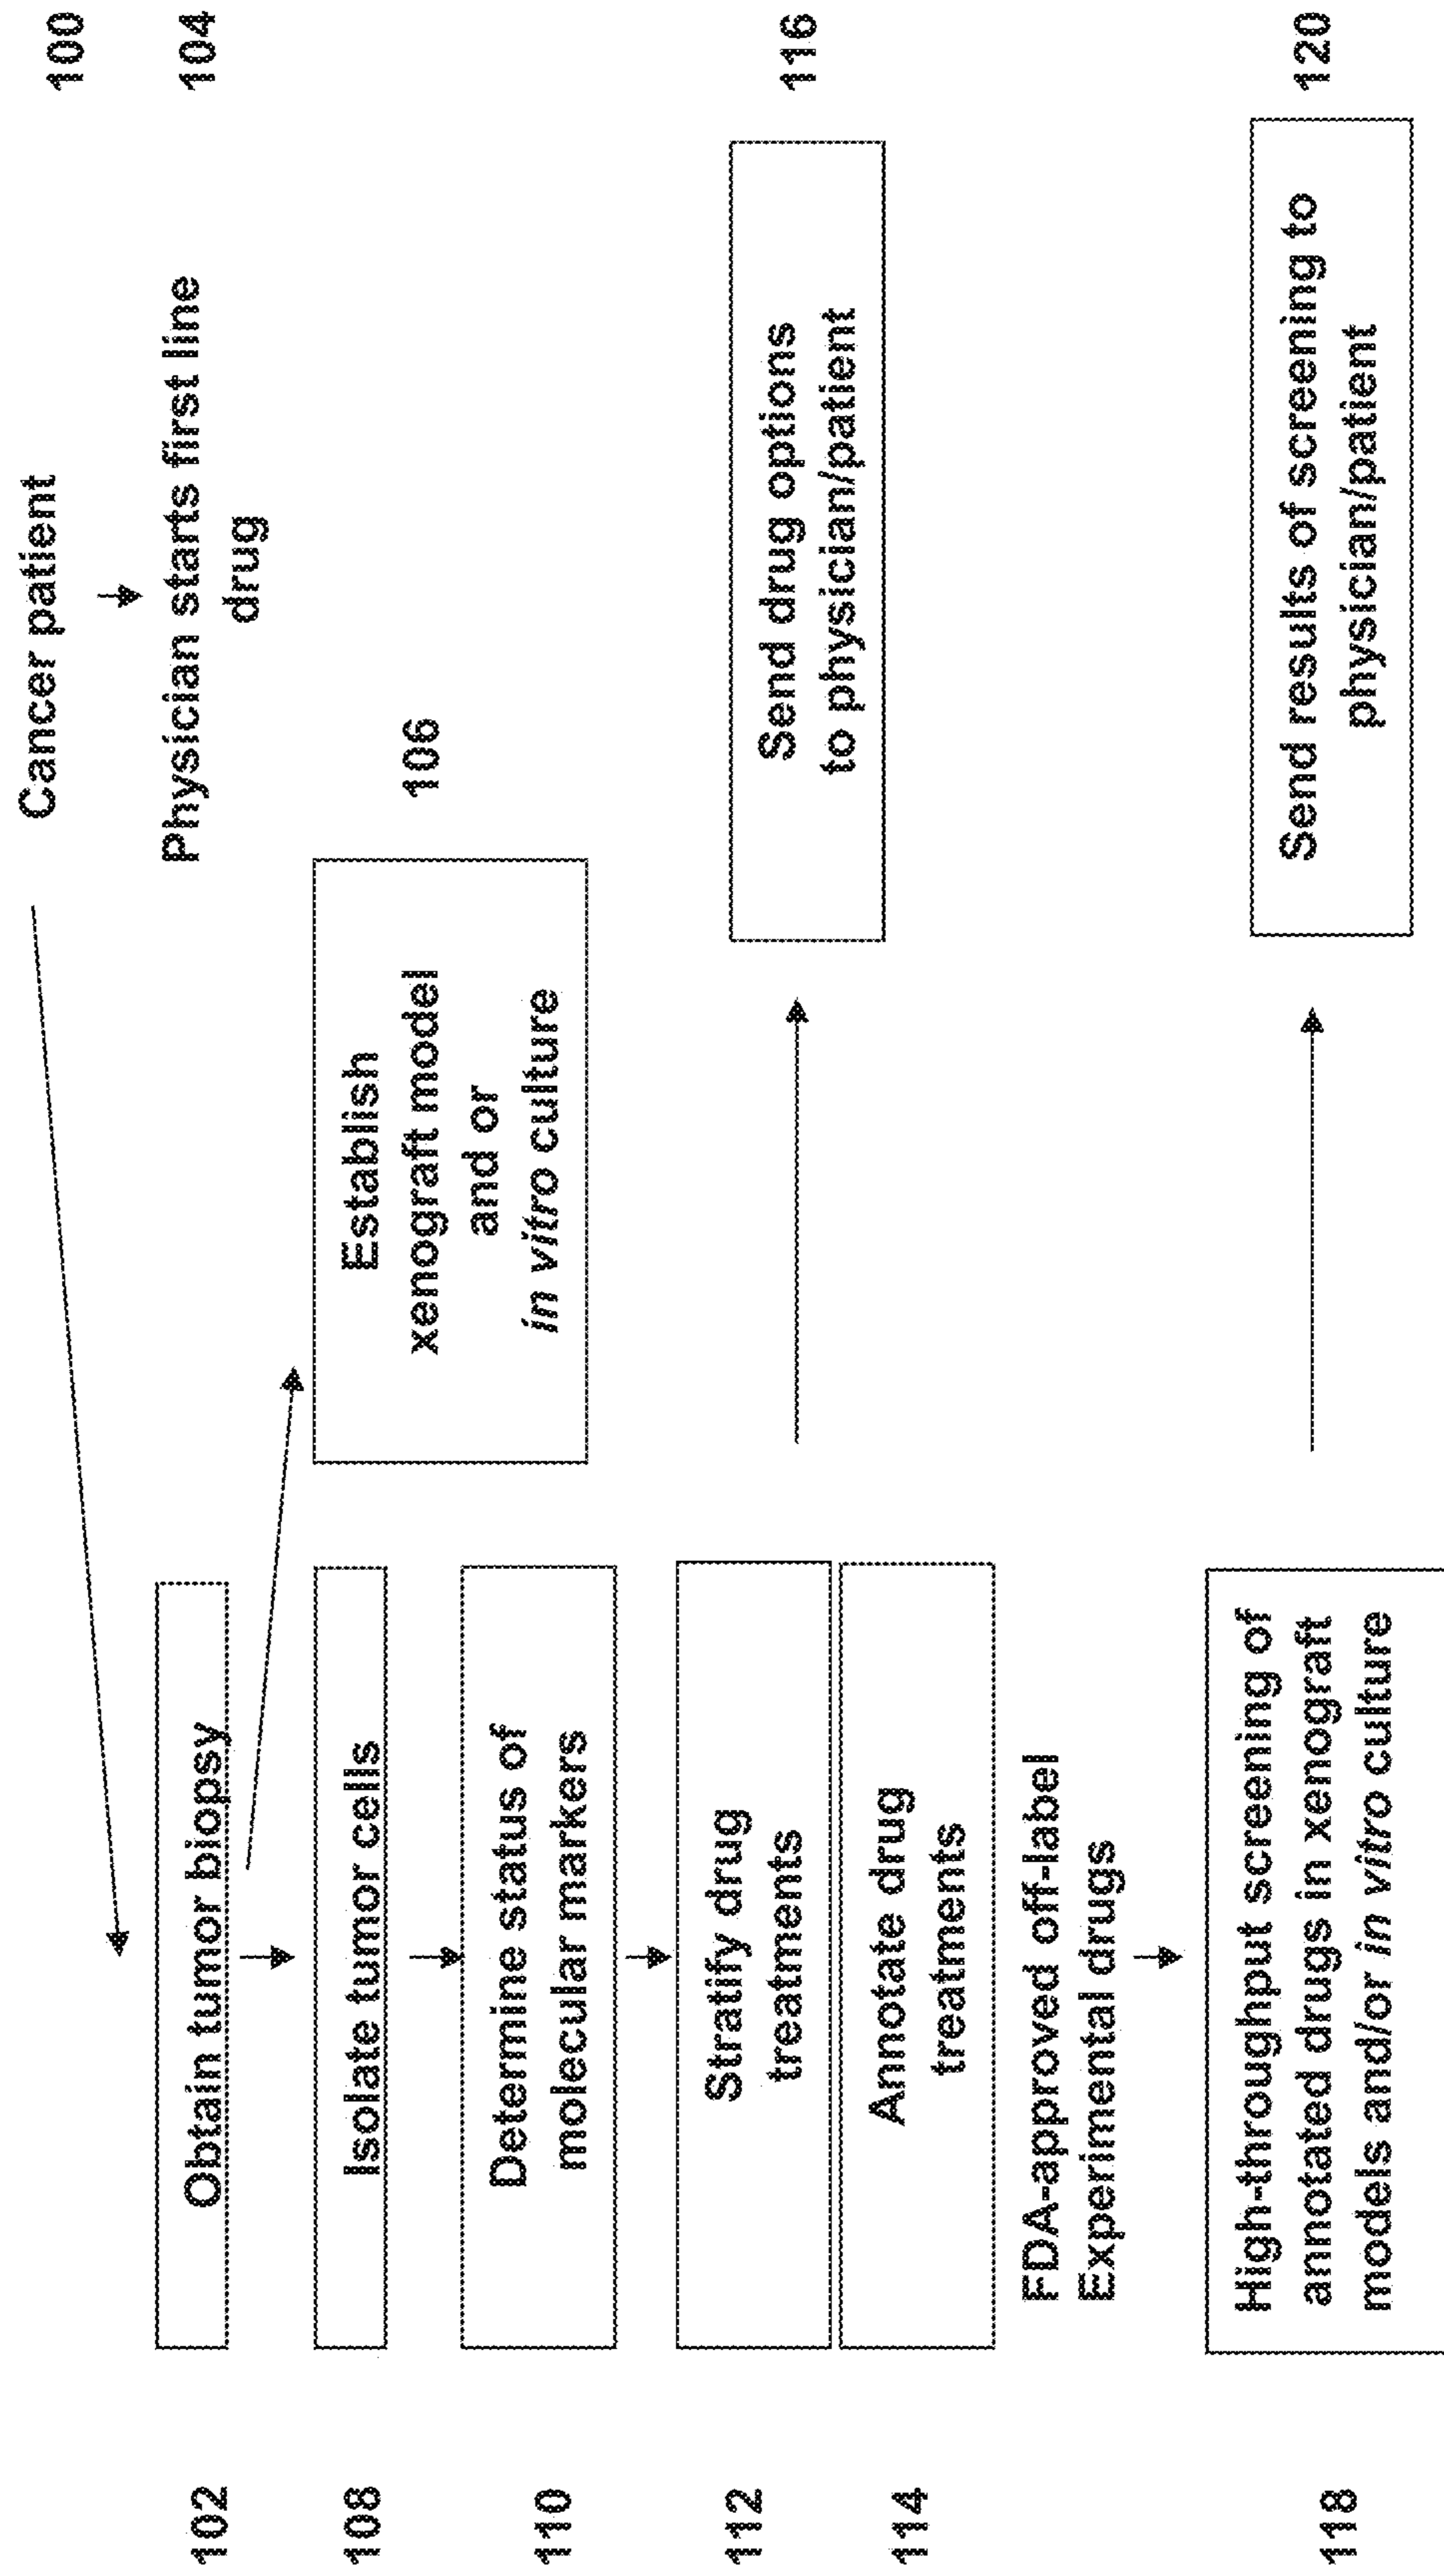 Cancer patient 100
Physician starts first line 104
drug
102 Obtain tumor biopsy
106
Establish
xenograft model
and or
in vitro culture
108 Isolate tumor cells
110 Determine status of
molecular markers
112 Stratify drug
treatments
114 Annotate drug
treatments
Send drug options 116
to physician/patient
FDA-approved off-label
Experimental drugs
118 High-throughput screening of
annotated drugs in xenograft
models and/or in vitro culture
Send results of screening to 120
physician/patient